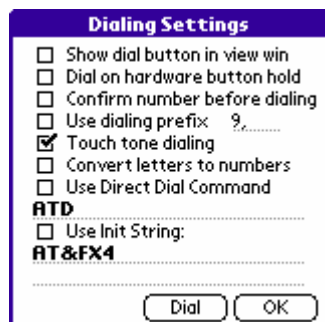 Dialing Settings
Show dial button in view win
Dial on hardware button hold
Confirm number before dialing
Use dialing prefix 9,
Touch tone dialing
Convert letters to numbers
Use Direct Dial Command
ATD
Use Init String:
AT&FX4
Dial OK